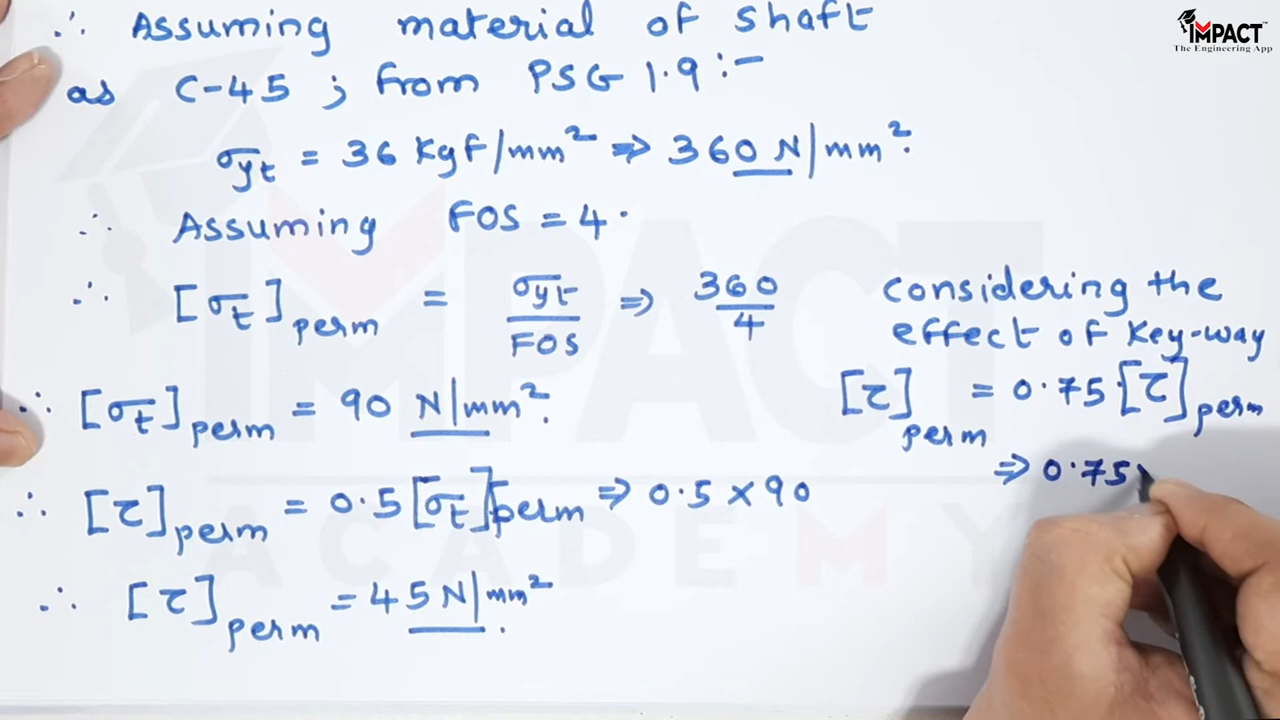 ∴ Assuming material of shaft
as C-45 ; from PSG 1.9 :-
σyt = 36 Kgf/mm² ⇒ 360 N/mm².
∴ Assuming FOS = 4.
∴ [σt]perm = σyt/FOS ⇒ 360/4
∴ [σt]perm = 90 N/mm².
∴ [τ]perm = 0.5 [σt]perm ⇒ 0.5 × 90
∴ [τ]perm = 45 N/mm².
considering the
effect of key-way
[τ]perm = 0.75 · [τ]perm
⇒ 0.75
IMPACT™
The Engineering App
IMPACT
ACADEMY